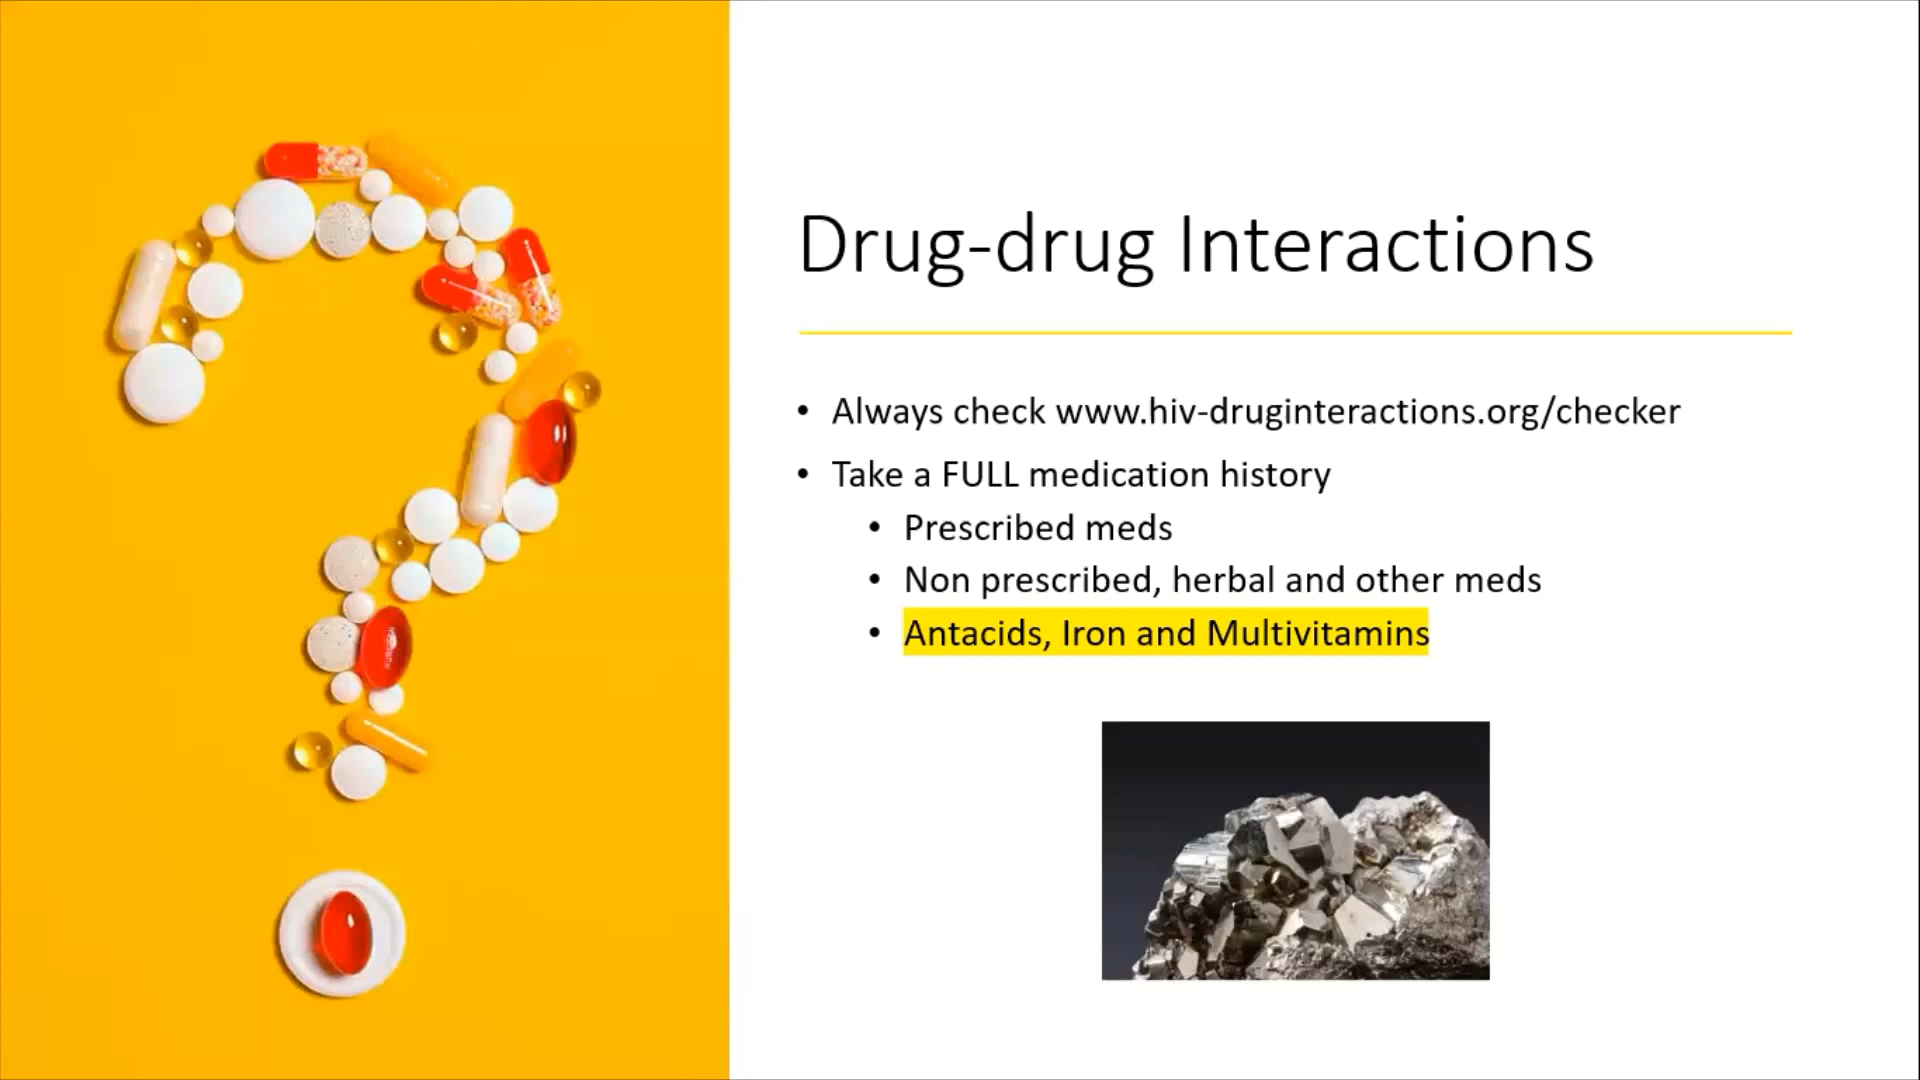 Drug-drug Interactions
• Always check www.hiv-druginteractions.org/checker
• Take a FULL medication history
• Prescribed meds
• Non prescribed, herbal and other meds
• Antacids, Iron and Multivitamins